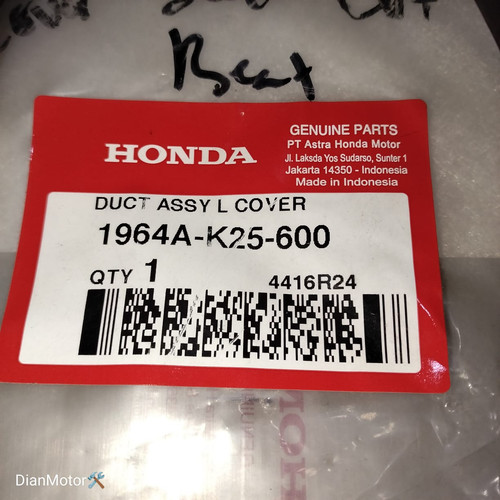 Beat
HONDA
GENUINE PARTS
PT Astra Honda Motor
Jl. Laksda Yos Sudarso, Sunter 1
Jakarta 14350 - Indonesia
Made in Indonesia
DUCT ASSY L COVER
1964A-K25-600
QTY 1
4416R24
HON
DianMotor🛠